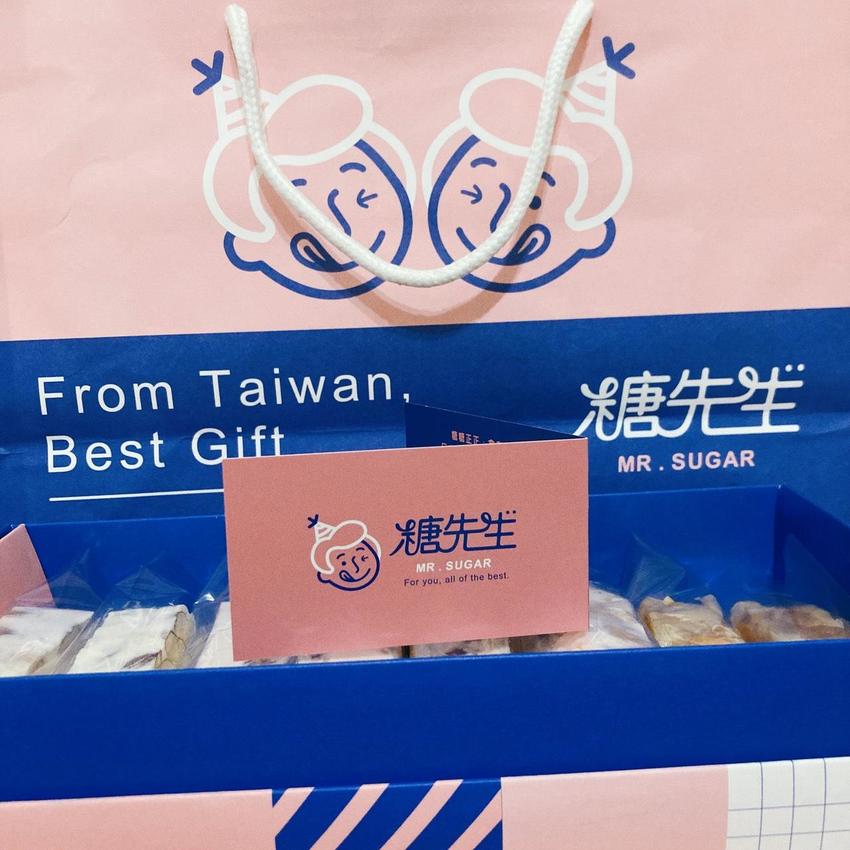 From Taiwan,
Best Gift
糖先生
MR. SUGAR
糖先生
MR. SUGAR
For you, all of the best.